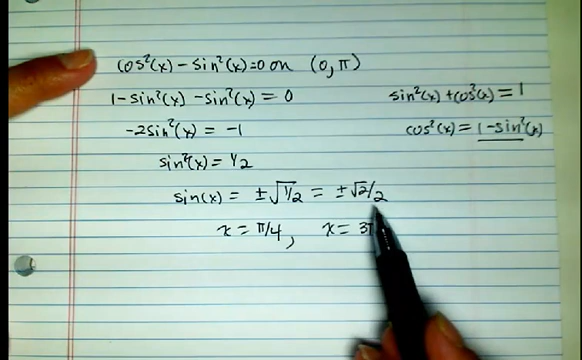 cos²(x) - sin²(x) = 0 on (0, π)
1 - sin²(x) - sin²(x) = 0
sin²(x) + cos²(x) = 1
-2sin²(x) = -1
cos²(x) = 1 - sin²(x)
sin²(x) = 1/2
sin(x) = ±√1/2 = ±√2/2
x = π/4, x = 3π